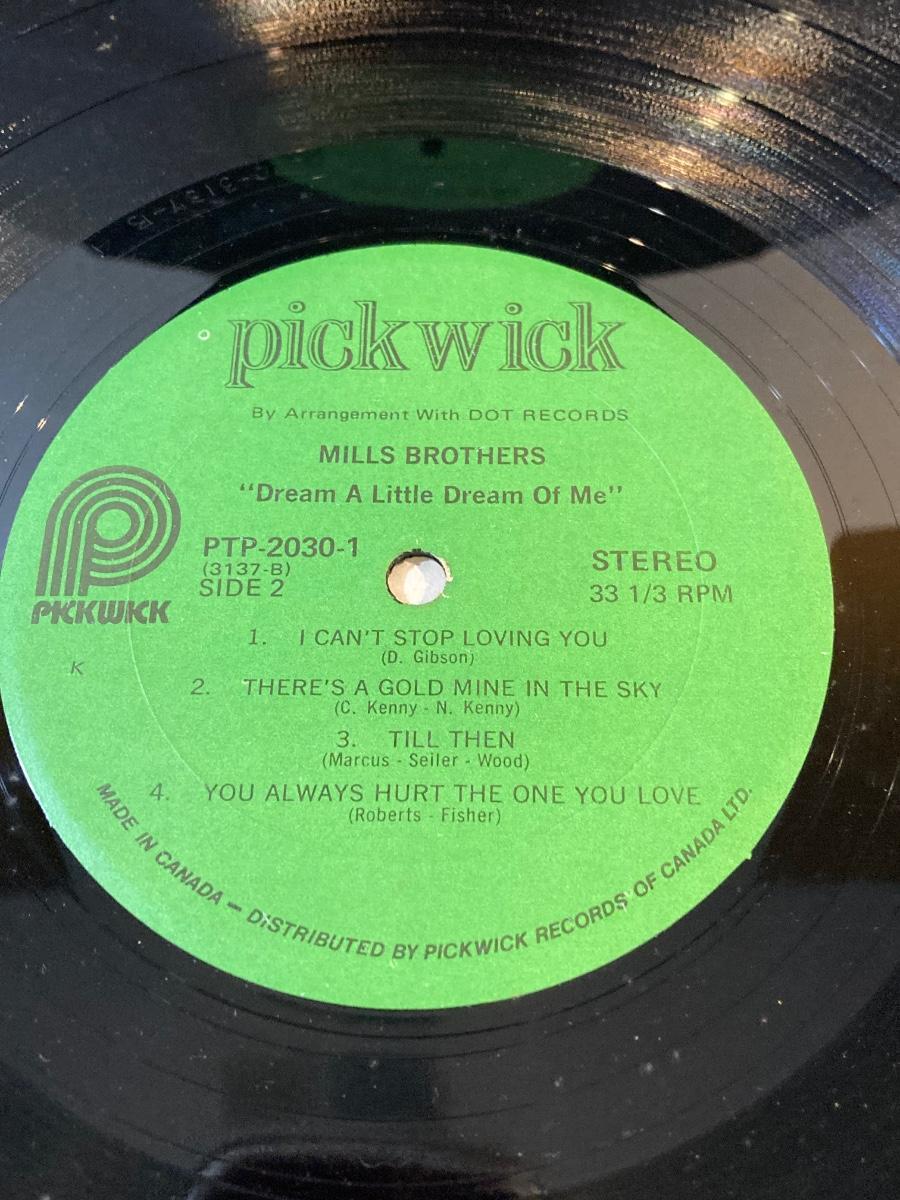 pickwick
By Arrangement With DOT RECORDS
MILLS BROTHERS
“Dream A Little Dream Of Me”
PICKWICK
PTP-2030-1
(3137-B)
SIDE 2
STEREO
33 1/3 RPM
K
1. I CAN'T STOP LOVING YOU
(D. Gibson)
2. THERE'S A GOLD MINE IN THE SKY
(C. Kenny - N. Kenny)
3. TILL THEN
(Marcus - Seiler - Wood)
4. YOU ALWAYS HURT THE ONE YOU LOVE
(Roberts - Fisher)
MADE IN CANADA — DISTRIBUTED BY PICKWICK RECORDS OF CANADA LTD.